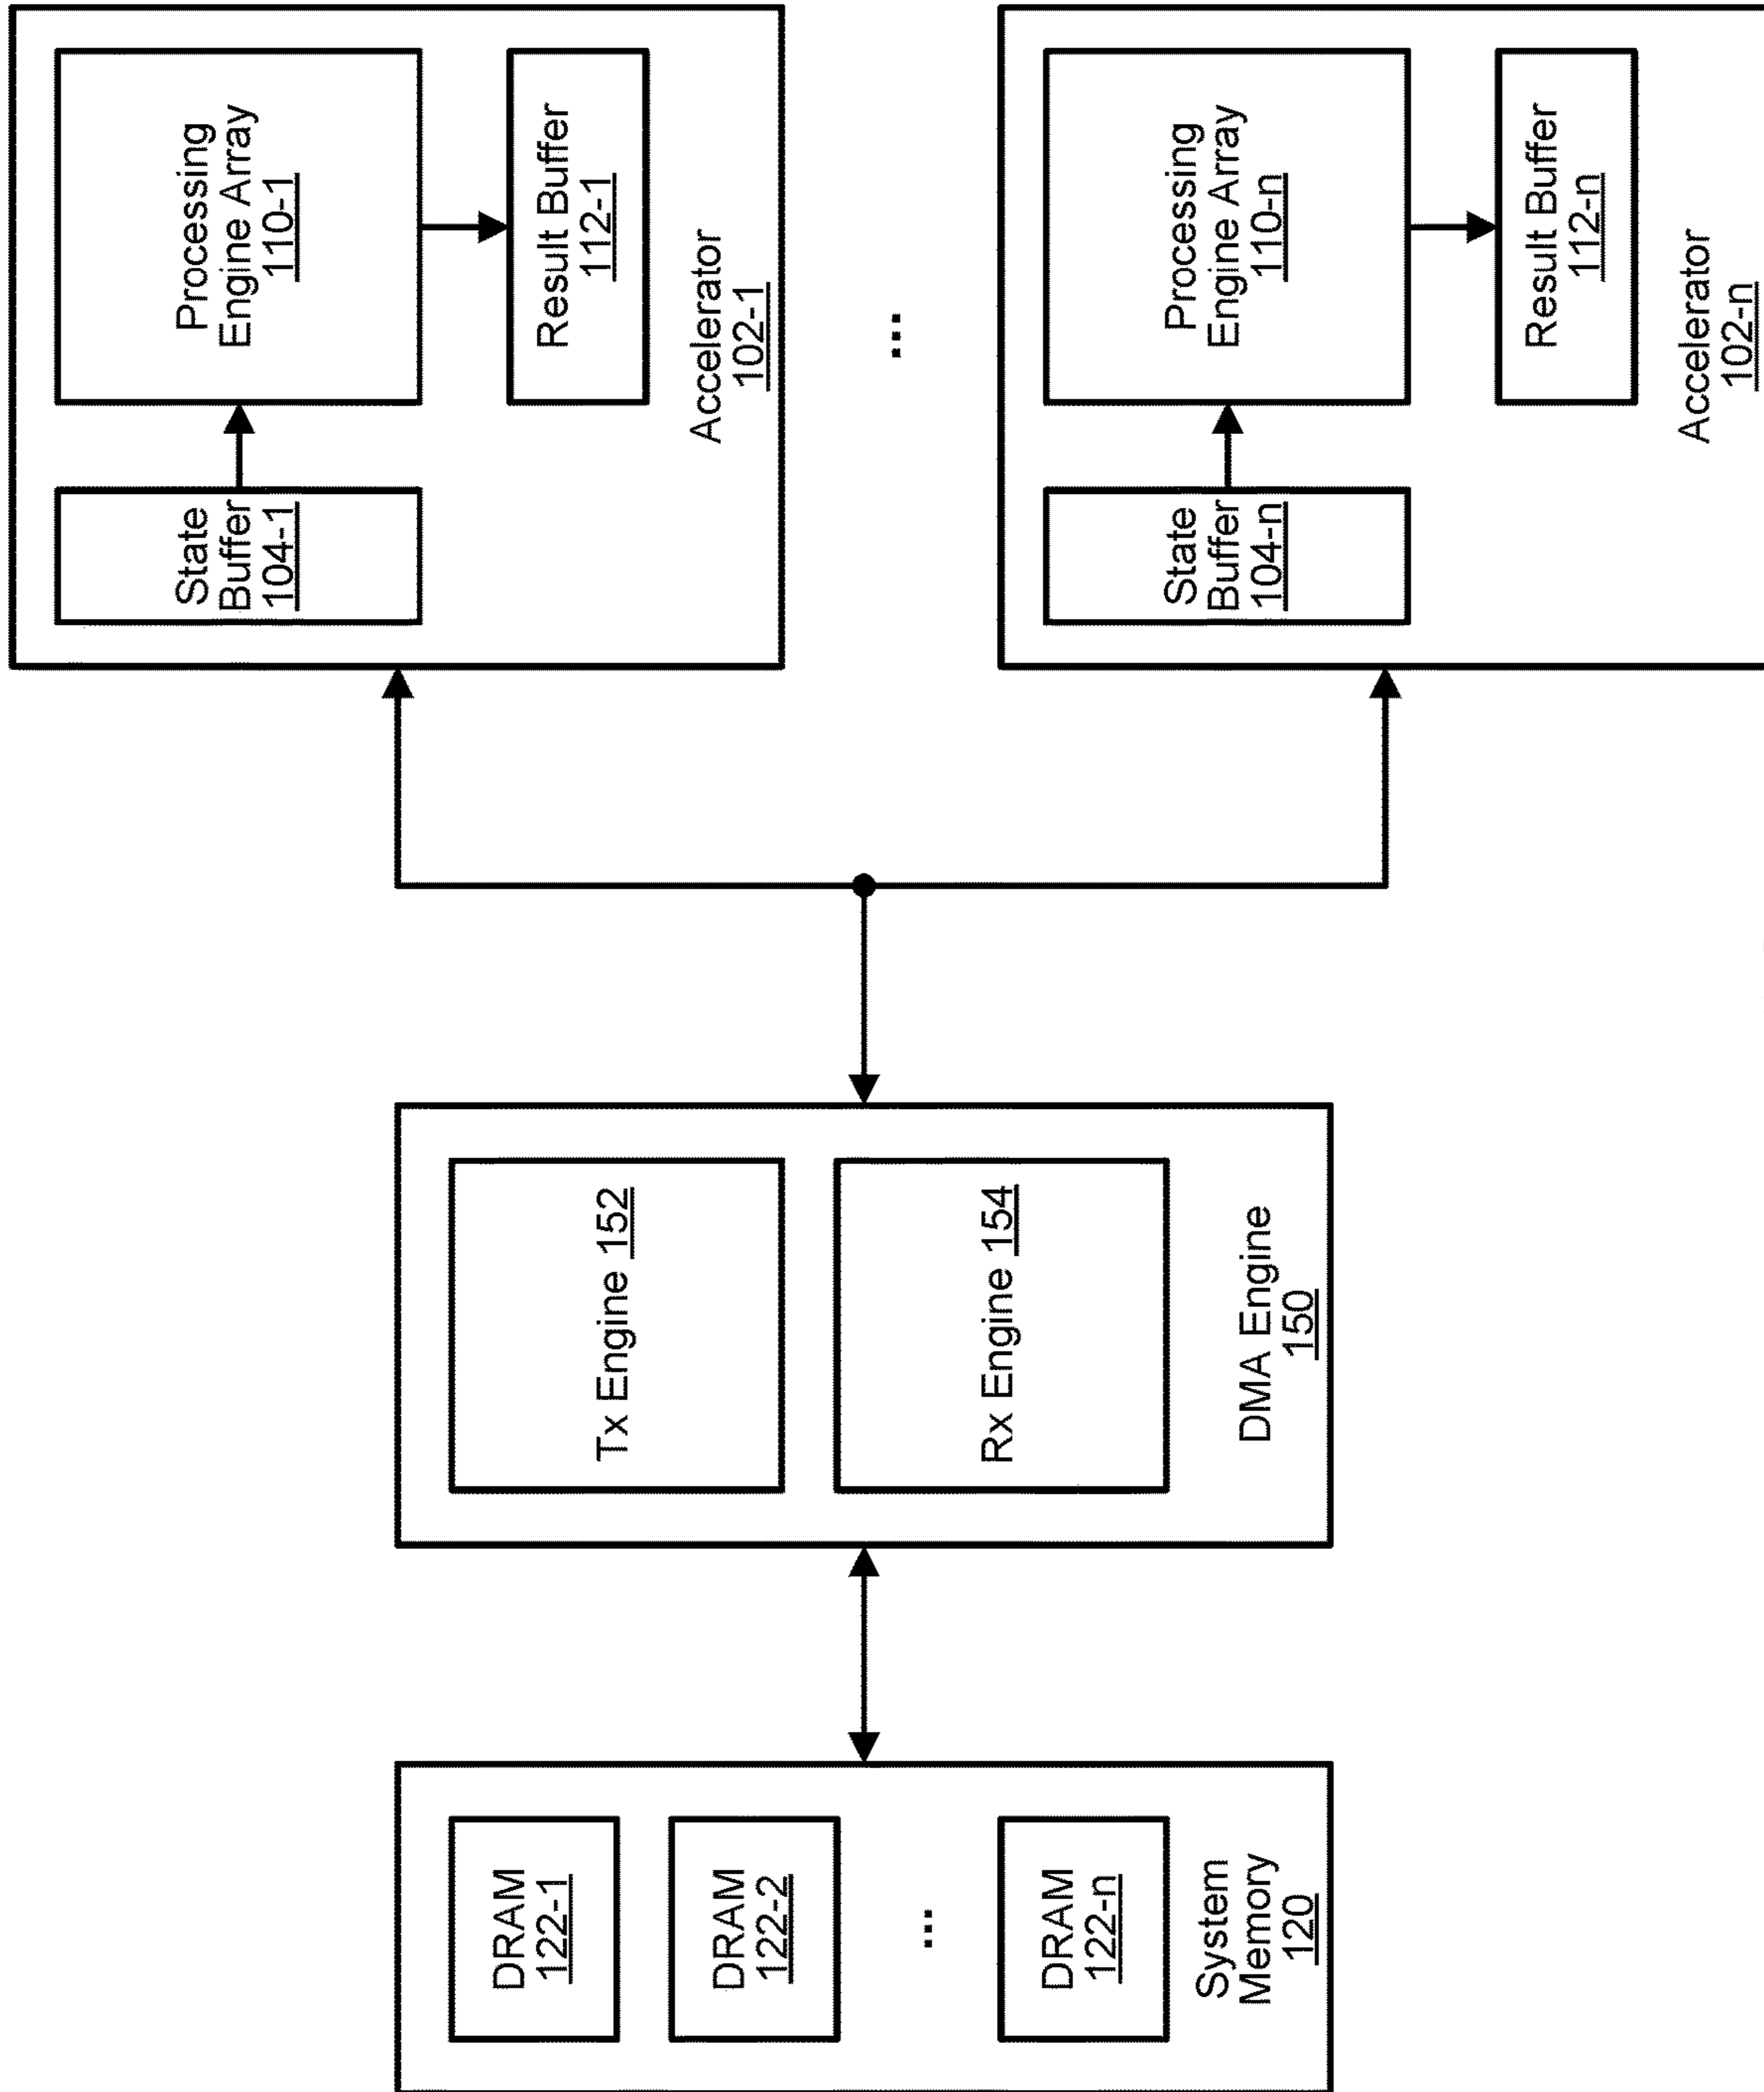 DRAM
122-1
DRAM
122-2
...
DRAM
122-n
System
Memory
120
Tx Engine 152
Rx Engine 154
DMA Engine
150
State
Buffer
104-1
Processing
Engine Array
110-1
Result Buffer
112-1
Accelerator
102-1
...
State
Buffer
104-n
Processing
Engine Array
110-n
Result Buffer
112-n
Accelerator
102-n